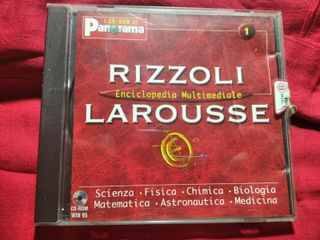 I CD-ROM DI
Panorama
1
RIZZOLI
Enciclopedia Multimediale
LAROUSSE
Scienza • Fisica • Chimica • Biologia
Matematica • Astronautica • Medicina
CD-ROM
WIN 95